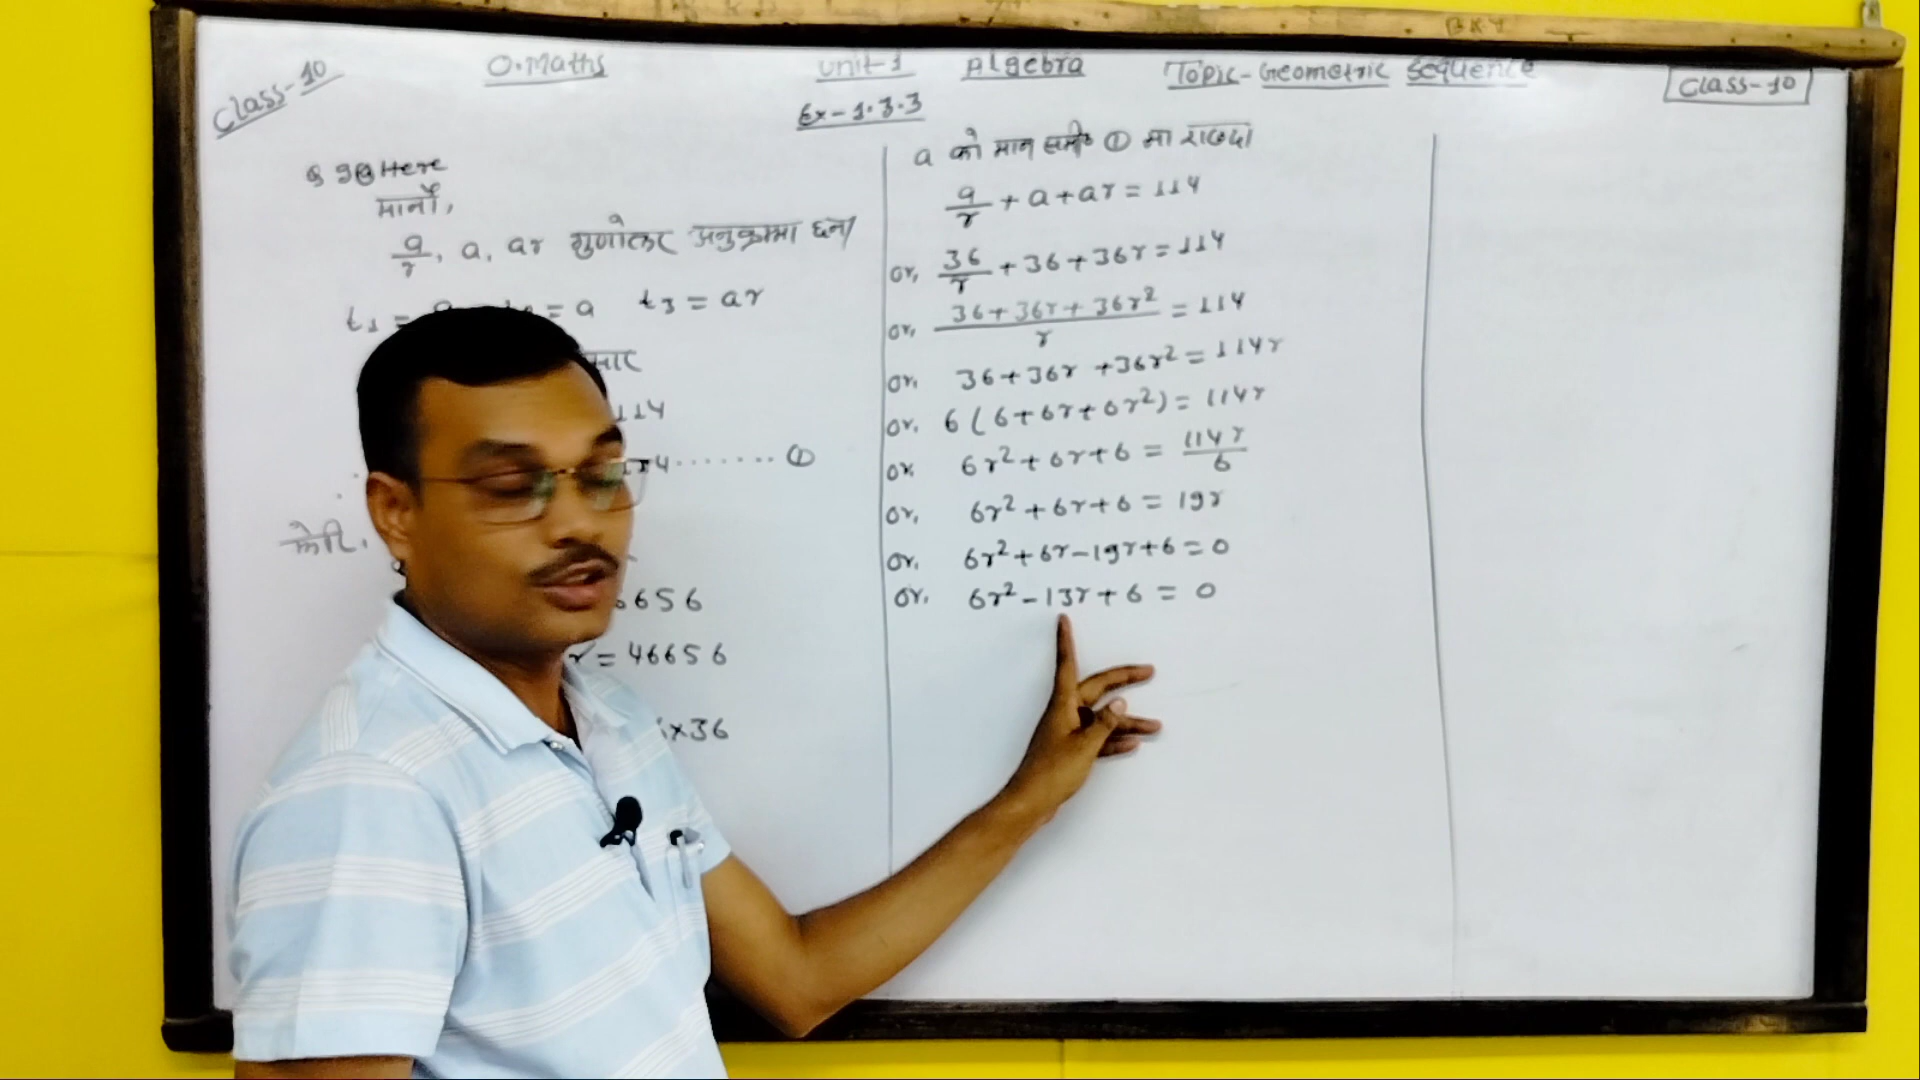 BKY
Class-10
O.Maths
Unit-1
Algebra
Topic-Geometric Sequence
Class-10
Ex-1.3.3
Here
मानौं,
a/r, a, ar गुणोत्तर अनुक्रममा छन्।
t₁ = = a t₃ = ar
114
........ ①
फेरि,
6656
r = 46656
x36
a को मान समी० ① मा राख्दा
a/r + a + ar = 114
or, 36/r + 36 + 36r = 114
or, (36 + 36r + 36r²)/r = 114
or, 36 + 36r + 36r² = 114r
or, 6 (6 + 6r + 6r²) = 114r
or, 6r² + 6r + 6 = 114r/6
or, 6r² + 6r + 6 = 19r
or, 6r² + 6r - 19r + 6 = 0
or, 6r² - 13r + 6 = 0